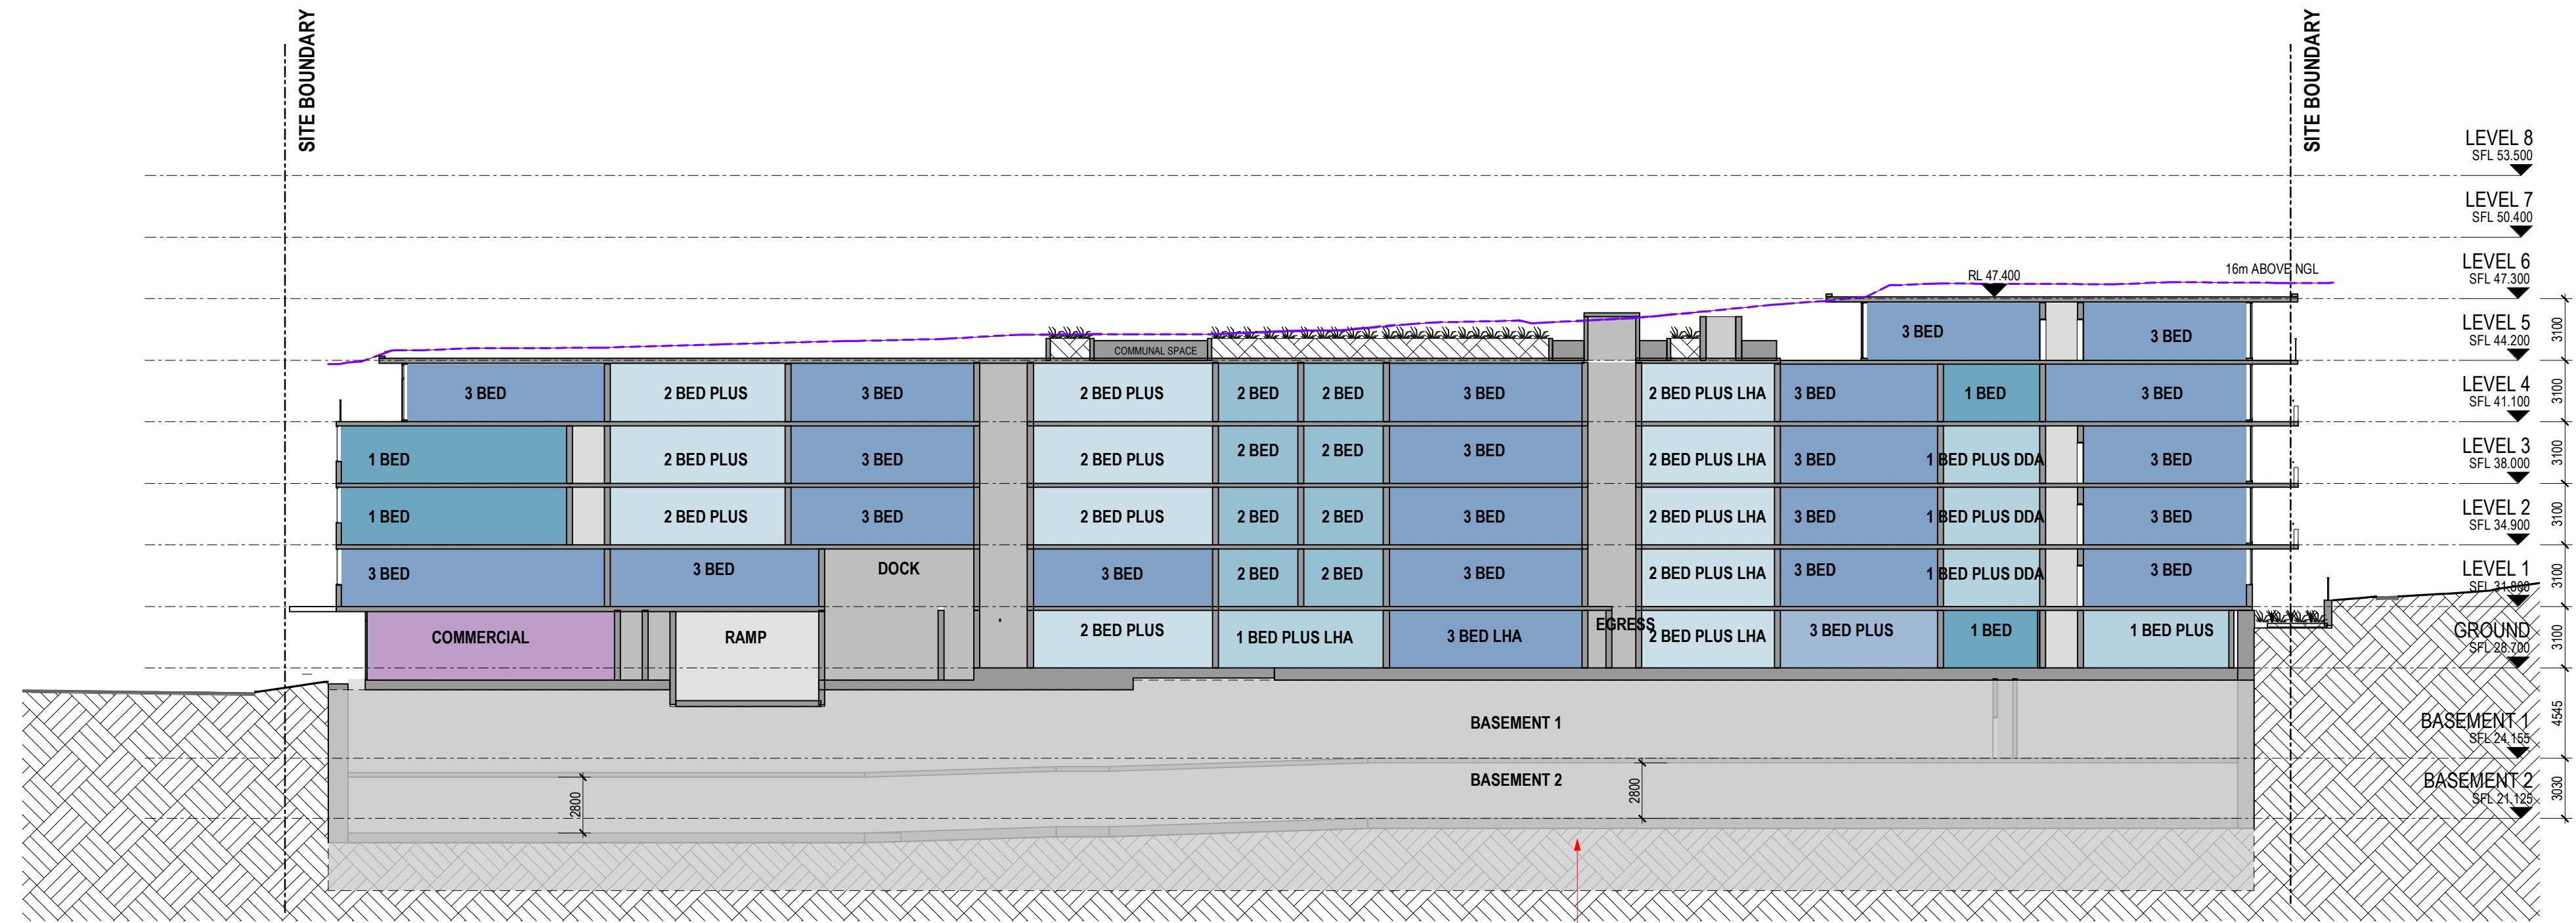 SITE BOUNDARY
SITE BOUNDARY
LEVEL 8
SFL 53.500
LEVEL 7
SFL 50.400
LEVEL 6
SFL 47.300
RL 47.400
16m ABOVE NGL
LEVEL 5
SFL 44.200
3100
3 BED
3 BED
COMMUNAL SPACE
LEVEL 4
SFL 41.100
3100
3 BED
2 BED PLUS
3 BED
2 BED PLUS
2 BED
2 BED
3 BED
2 BED PLUS LHA
3 BED
1 BED
3 BED
LEVEL 3
SFL 38.000
3100
1 BED
2 BED PLUS
3 BED
2 BED PLUS
2 BED
2 BED
3 BED
2 BED PLUS LHA
3 BED
1 BED PLUS DDA
3 BED
LEVEL 2
SFL 34.900
3100
1 BED
2 BED PLUS
3 BED
2 BED PLUS
2 BED
2 BED
3 BED
2 BED PLUS LHA
3 BED
1 BED PLUS DDA
3 BED
LEVEL 1
SFL 31.800
3100
3 BED
3 BED
DOCK
3 BED
2 BED
2 BED
3 BED
2 BED PLUS LHA
3 BED
1 BED PLUS DDA
3 BED
GROUND
SFL 28.700
3100
COMMERCIAL
RAMP
2 BED PLUS
1 BED PLUS LHA
3 BED LHA
EGRESS
2 BED PLUS LHA
3 BED PLUS
1 BED
1 BED PLUS
BASEMENT 1
BASEMENT 1
SFL 24.155
4545
BASEMENT 2
BASEMENT 2
SFL 21.125
3030
2800
2800